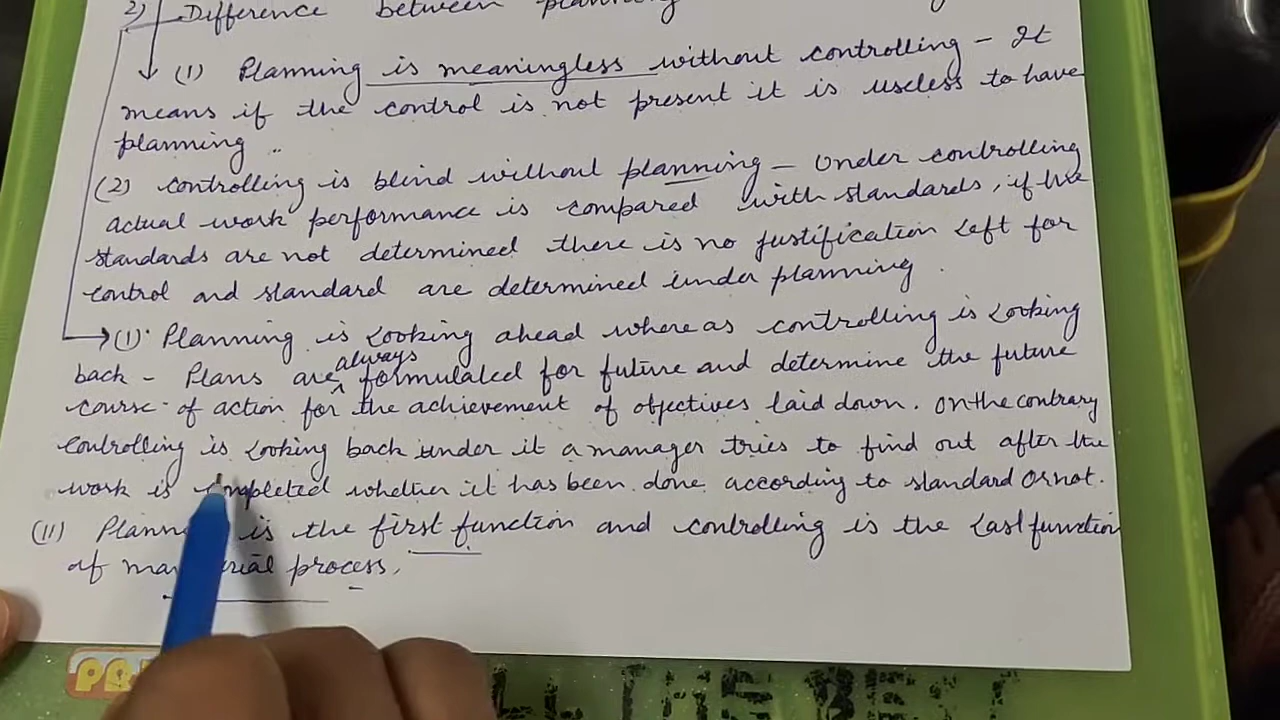 2) Difference between planning
(1) Planning is meaningless without controlling - It
means if the control is not present it is useless to have
planning..
(2) controlling is blind without planning - Under controlling
actual work performance is compared with standards, if the
standards are not determined there is no justification left for
control and standard are determined under planning.
(1). Planning is Looking ahead where as controlling is Looking
always
back - Plans are formulated for future and determine the future
course of action for the achievement of objectives laid down. On the contrary
controlling is Looking back under it a manager tries to find out after the
work is completed whether it has been done according to standard or not.
(11) is the first function and controlling is the Last function
of process.
ALL THE BEST